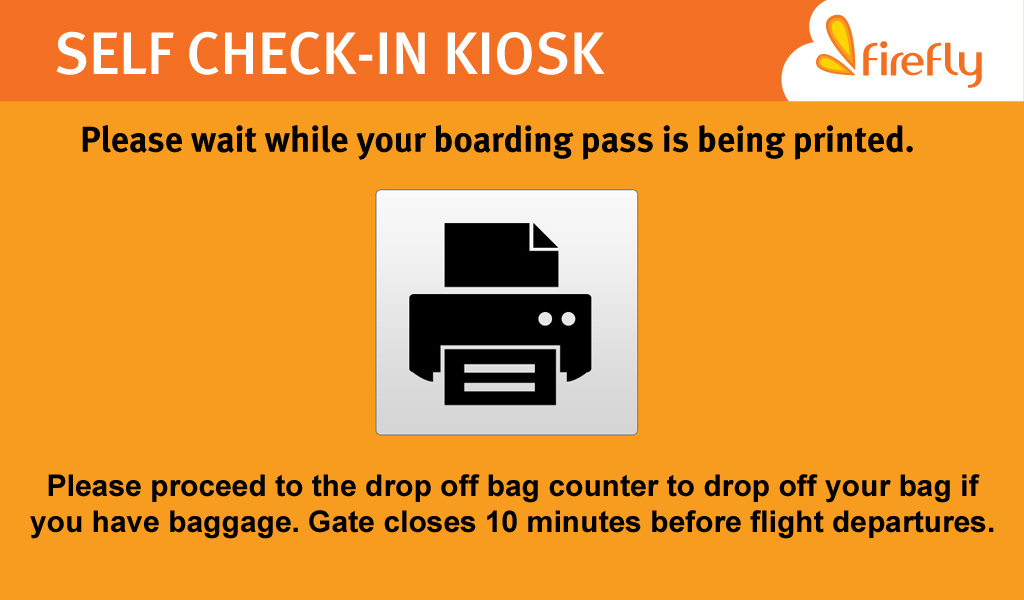 SELF CHECK-IN KIOSK
firefly
Please wait while your boarding pass is being printed.
Please proceed to the drop off bag counter to drop off your bag if
you have baggage. Gate closes 10 minutes before flight departures.